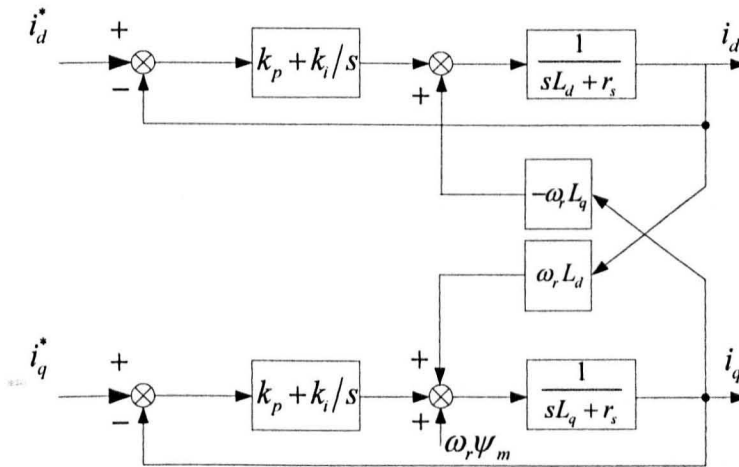 i_d^* + k_p + k_i/s 1/(sL_d + r_s) i_d
− +
−ω_r L_q
ω_r L_d
i_q^* + k_p + k_i/s + 1/(sL_q + r_s) i_q
− +
ω_r ψ_m